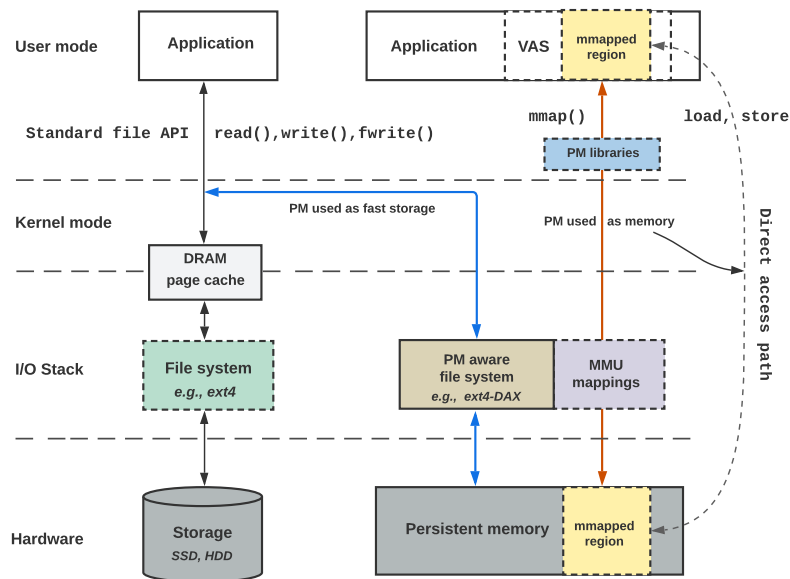 User mode
Application
Application
VAS
mmapped
region
Standard file API
read(),write(),fwrite()
mmap()
load, store
PM libraries
Kernel mode
PM used as fast storage
PM used as memory
Direct access path
DRAM
page cache
I/O Stack
File system
e.g., ext4
PM aware
file system
e.g., ext4-DAX
MMU
mappings
Hardware
Storage
SSD, HDD
Persistent memory
mmapped
region